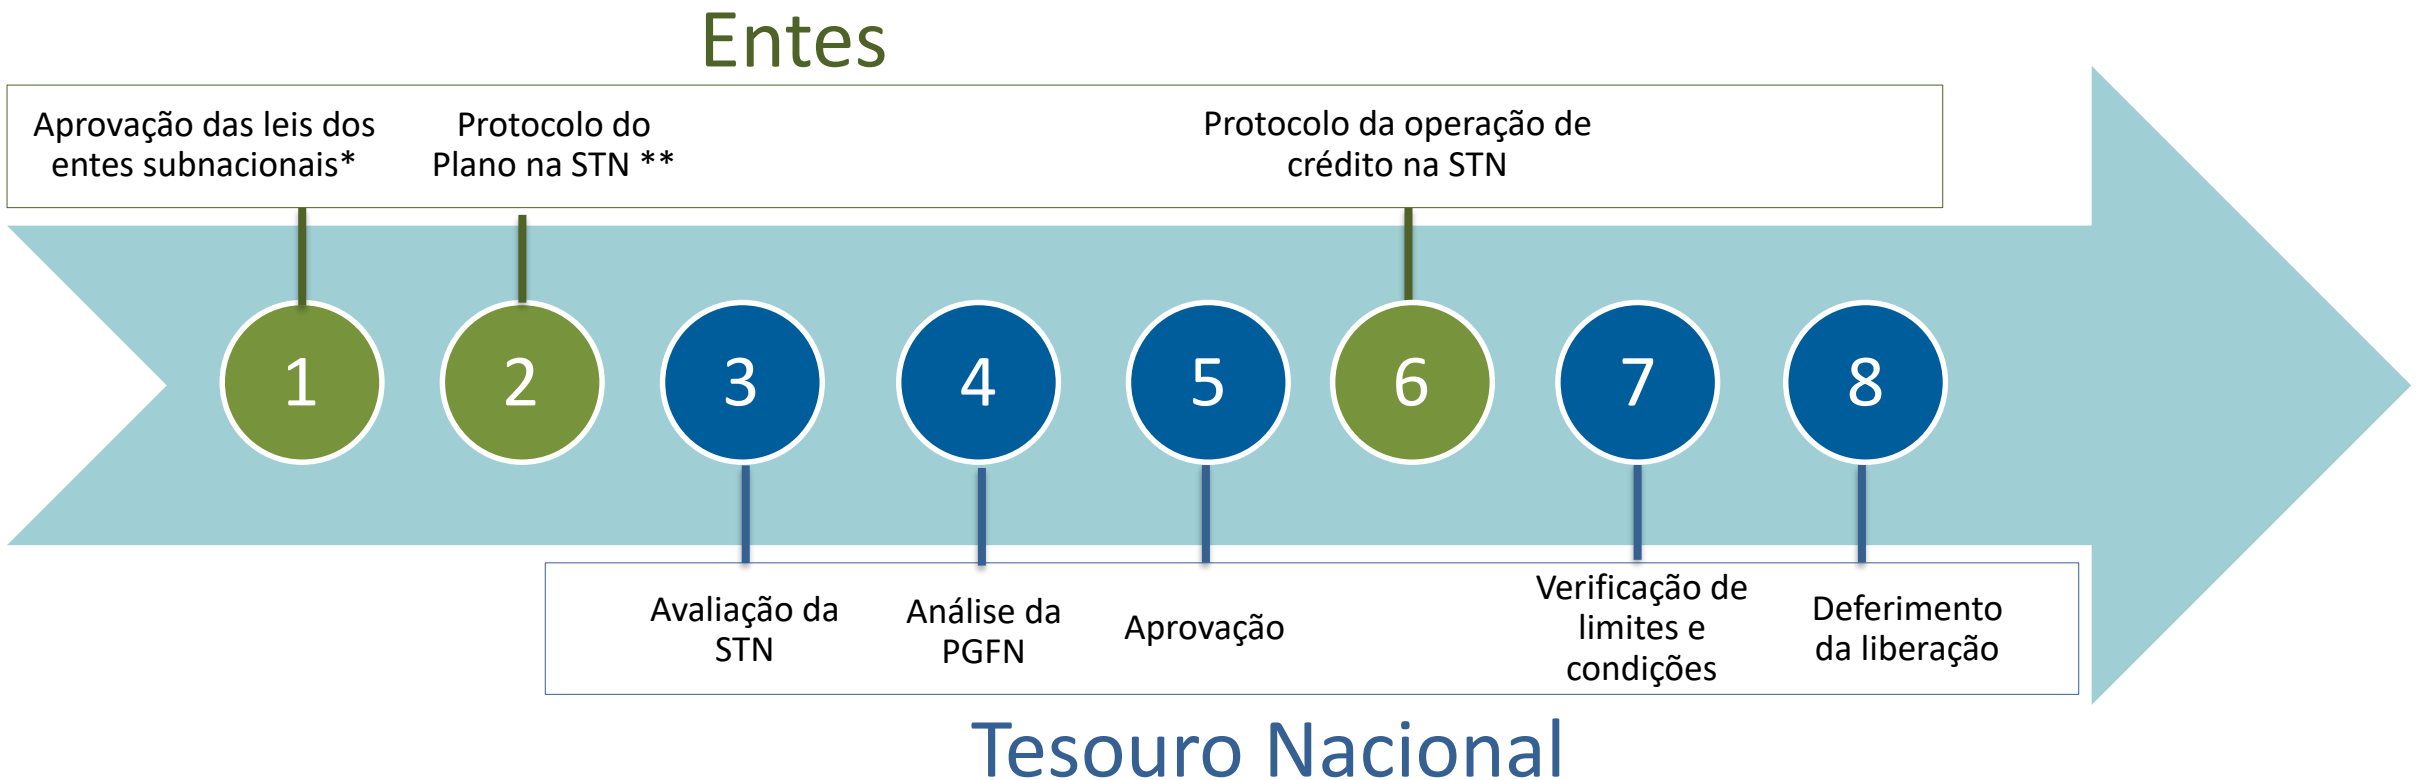 Entes
Aprovação das leis dos
entes subnacionais*
Protocolo do
Plano na STN **
Protocolo da operação de
crédito na STN
1
2
3
4
5
6
7
8
Avaliação da
STN
Análise da
PGFN
Aprovação
Verificação de
limites e
condições
Deferimento
da liberação
Tesouro Nacional